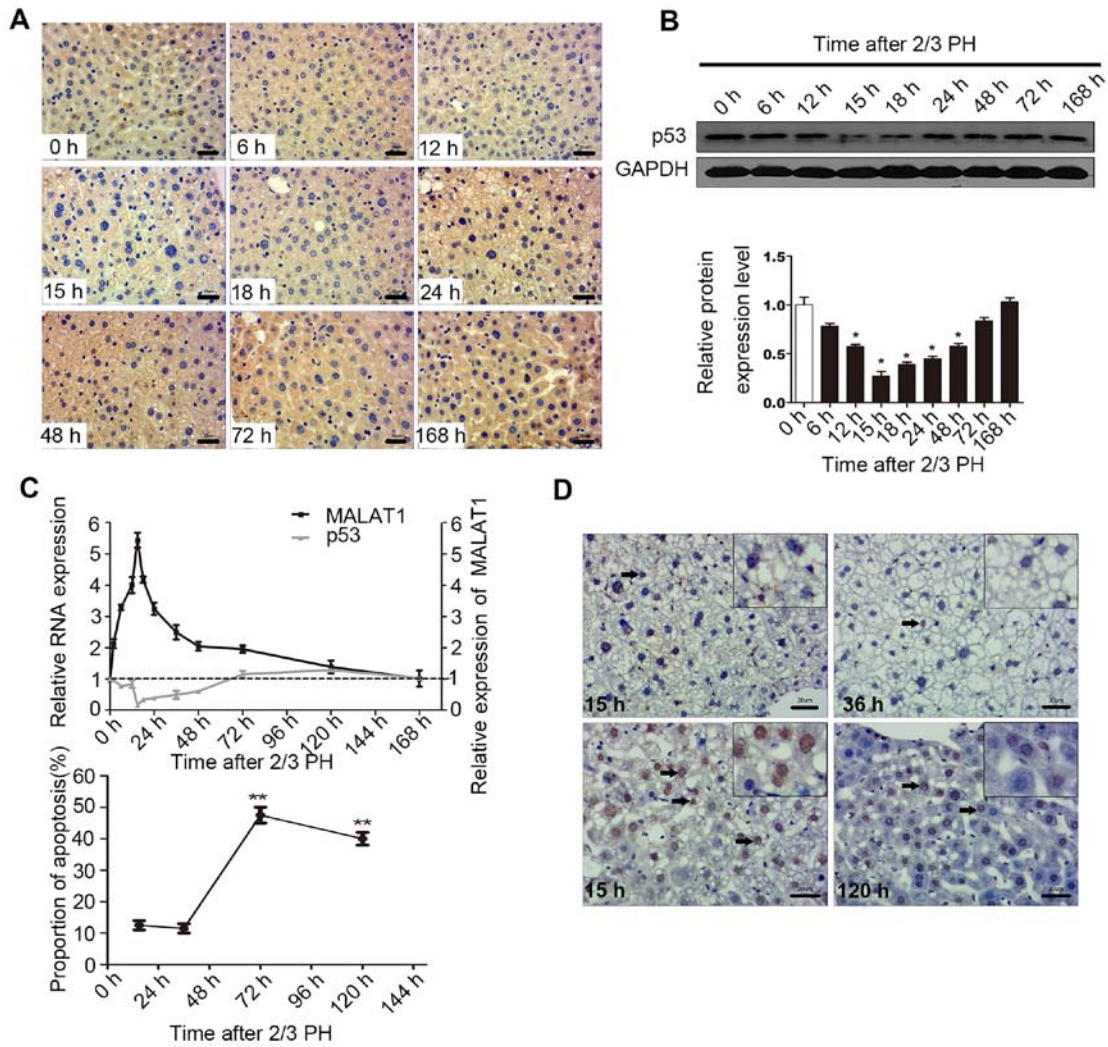 A
0 h
6 h
12 h
15 h
18 h
24 h
48 h
72 h
168 h
B
Time after 2/3 PH
0 h 6 h 12 h 15 h 18 h 24 h 48 h 72 h 168 h
p53
GAPDH
Relative protein
expression level
1.5
1.0
0.5
0.0
* * * * *
0 h 6 h 12 h 15 h 18 h 24 h 48 h 72 h 168 h
Time after 2/3 PH
C
MALAT1
p53
Relative RNA expression
6
5
4
3
2
1
0
Relative expression of MALAT1
6
5
4
3
2
1
0
0 h 24 h 48 h 72 h 96 h 120 h 144 h 168 h
Time after 2/3 PH
Proportion of apoptosis(%)
60
50
40
30
20
10
0
** **
0 h 24 h 48 h 72 h 96 h 120 h 144 h
Time after 2/3 PH
D
15 h
36 h
15 h
120 h